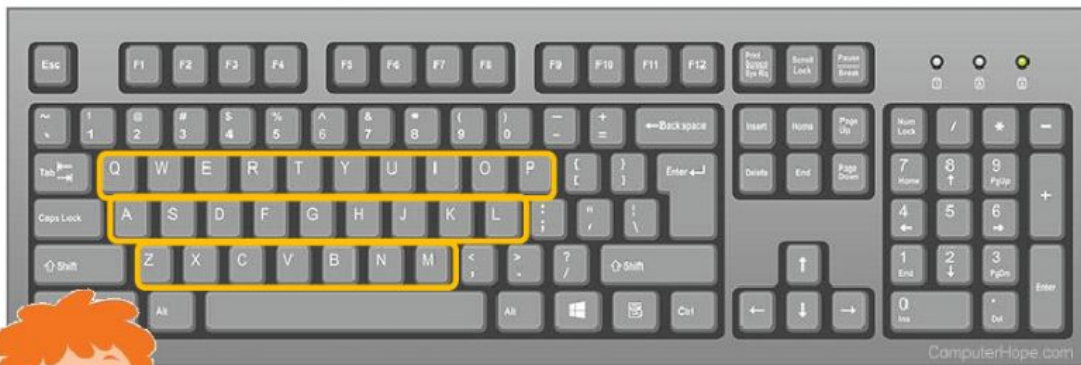 Esc F1 F2 F3 F4 F5 F6 F7 F8 F9 F10 F11 F12 Print Screen Sys Rq Scroll Lock Pause Break
~ ` ! 1 @ 2 # 3 $ 4 % 5 ^ 6 & 7 * 8 ( 9 ) 0 _ - + = ←Backspace Insert Home Page Up Num Lock / * -
Tab Q W E R T Y U I O P { [ } ] Enter Delete End Page Down 7 Home 8 ↑ 9 PgUp +
Caps Lock A S D F G H J K L : ; " ' | \ 4 ← 5 6 →
⇧ Shift Z X C V B N M < , > . ? / ⇧ Shift ↑ 1 End 2 ↓ 3 PgDn Enter
Alt Alt Ctrl ← ↓ → 0 Ins . Del
ComputerHope.com